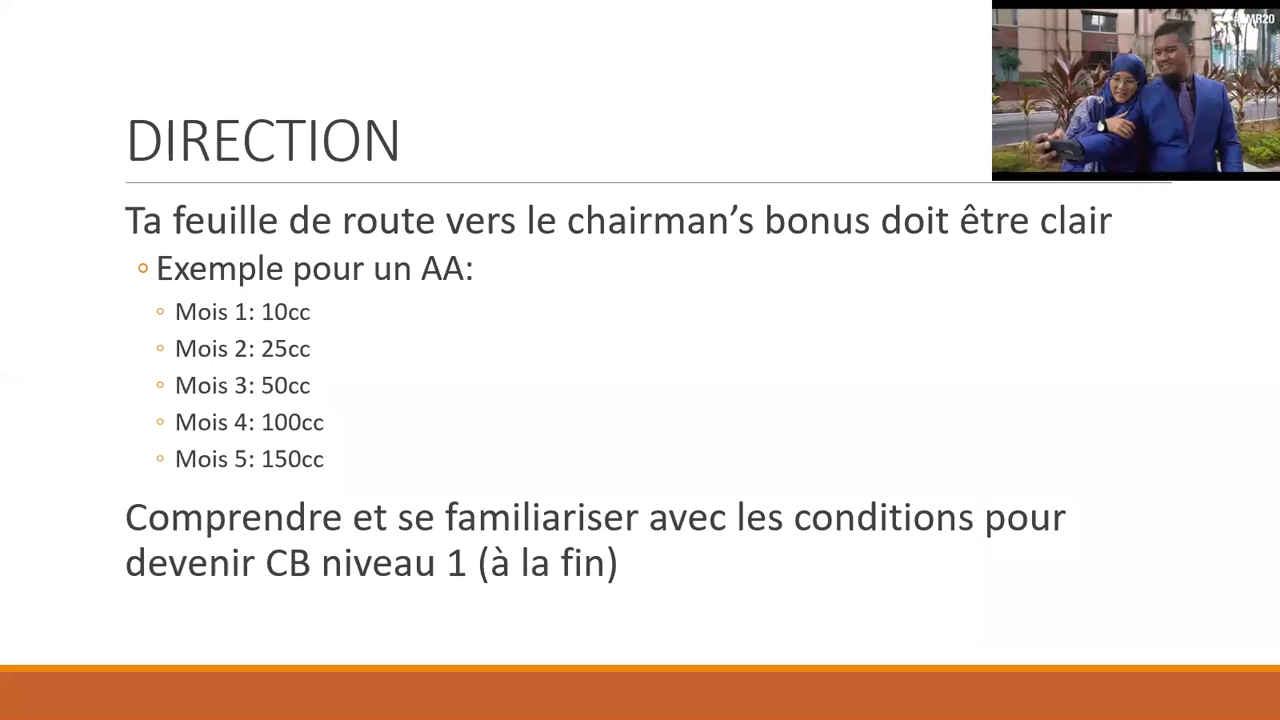 DIRECTION
Ta feuille de route vers le chairman’s bonus doit être clair
Exemple pour un AA:
Mois 1: 10cc
Mois 2: 25cc
Mois 3: 50cc
Mois 4: 100cc
Mois 5: 150cc
Comprendre et se familiariser avec les conditions pour
devenir CB niveau 1 (à la fin)